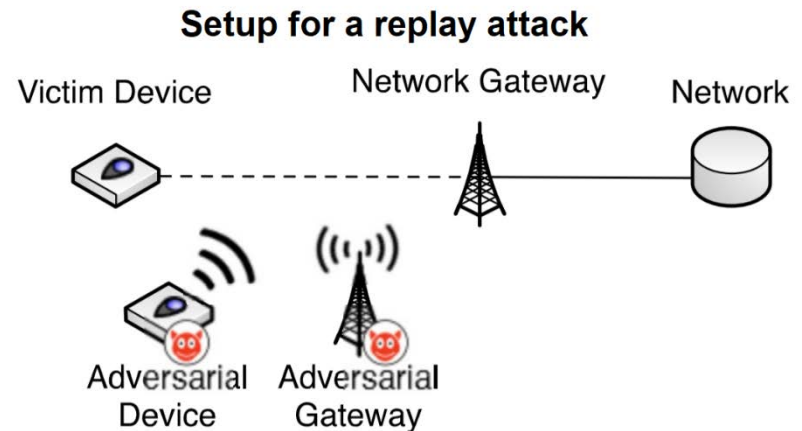 Setup for a replay attack
Victim Device
Network Gateway
Network
Adversarial
Device
Adversarial
Gateway